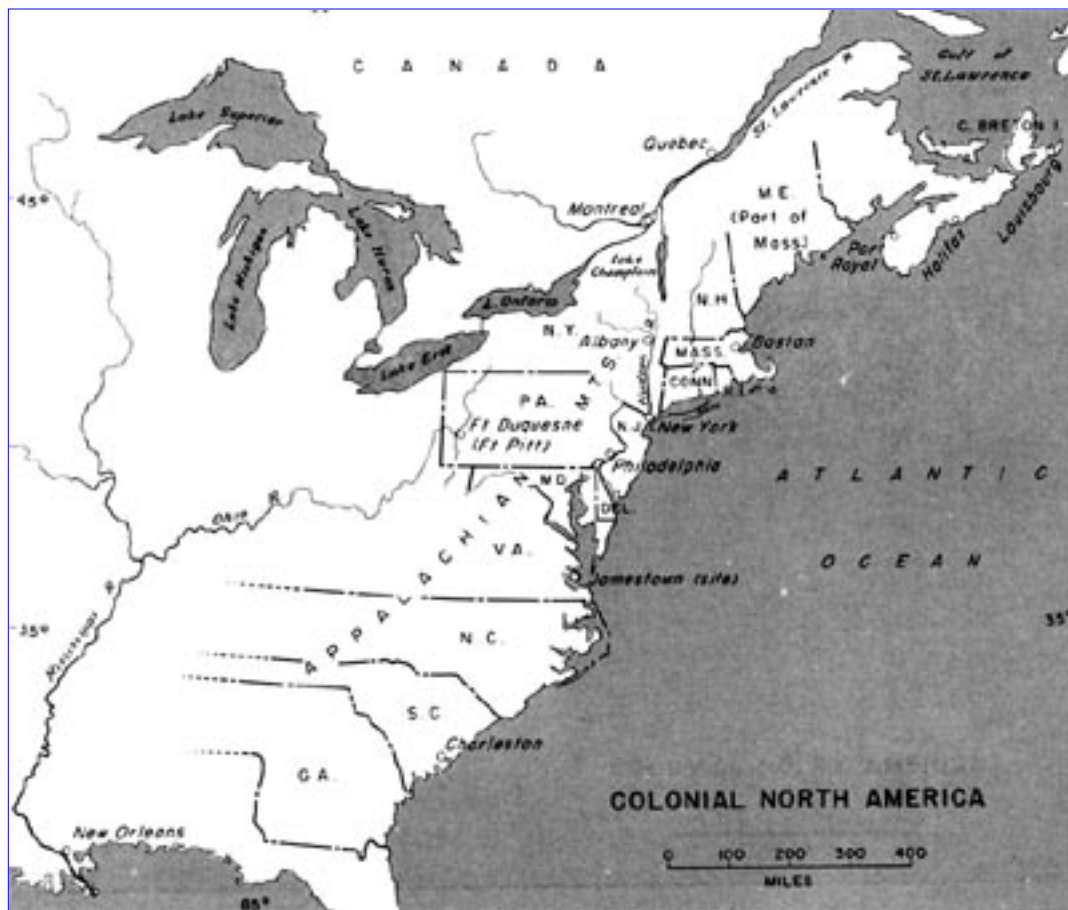 CANADA
Gulf of
St. Lawrence
Lake Superior
St. Lawrence R.
C. BRETON I.
Quebec
45°
M.E.
(Part of
Mass.)
Montreal
Louisbourg
Lake Huron
Lake Michigan
Port
Royal
Halifax
Lake
Champlain
L. Ontario
N.H.
N.Y.
Albany
Hudson R.
MASS.
Boston
Lake Erie
CONN.
R.I.
PA.
Ft Duquesne
(Ft Pitt)
N.J.
New York
Philadelphia
MD.
DEL.
ATLANTIC
OCEAN
Ohio R.
VA.
APPALACHIAN MTS
Jamestown (site)
35°
35°
Mississippi R.
N.C.
S.C.
Charleston
GA.
COLONIAL NORTH AMERICA
New Orleans
0 100 200 300 400
MILES
85°